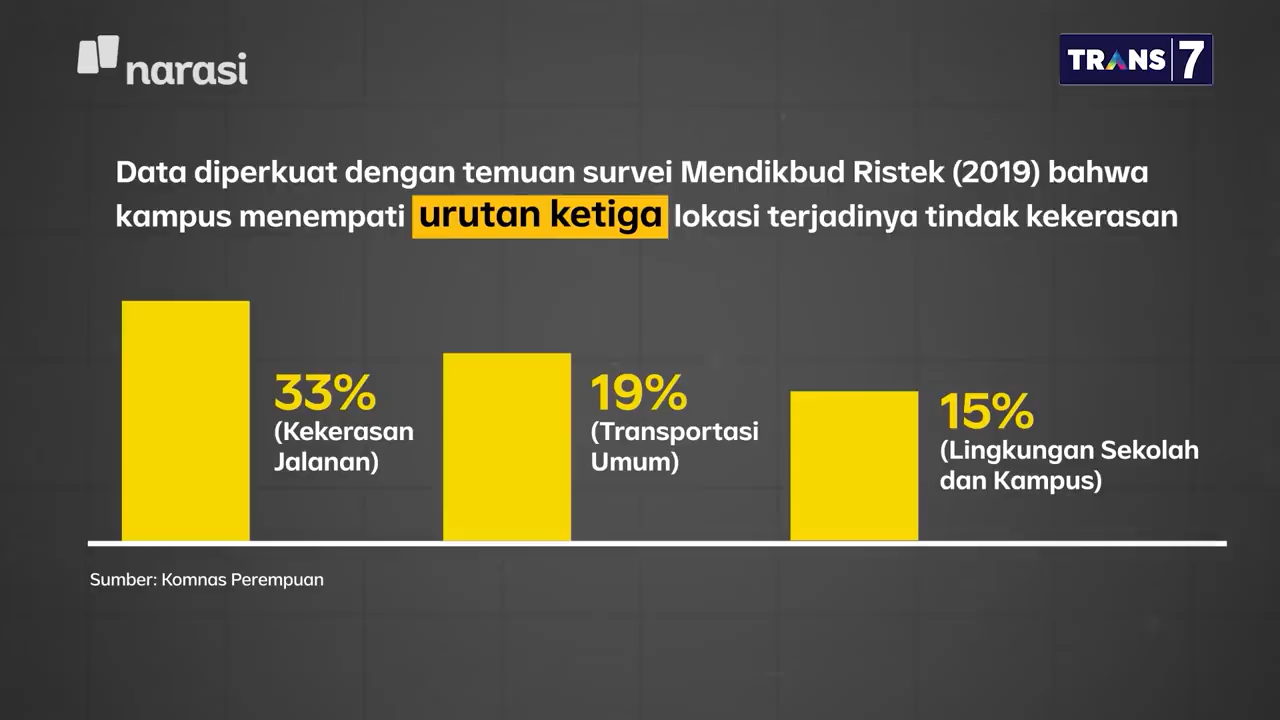 narasi
TRANS 7
Data diperkuat dengan temuan survei Mendikbud Ristek (2019) bahwa
kampus menempati urutan ketiga lokasi terjadinya tindak kekerasan
33%
(Kekerasan
Jalanan)
19%
(Transportasi
Umum)
15%
(Lingkungan Sekolah
dan Kampus)
Sumber: Komnas Perempuan